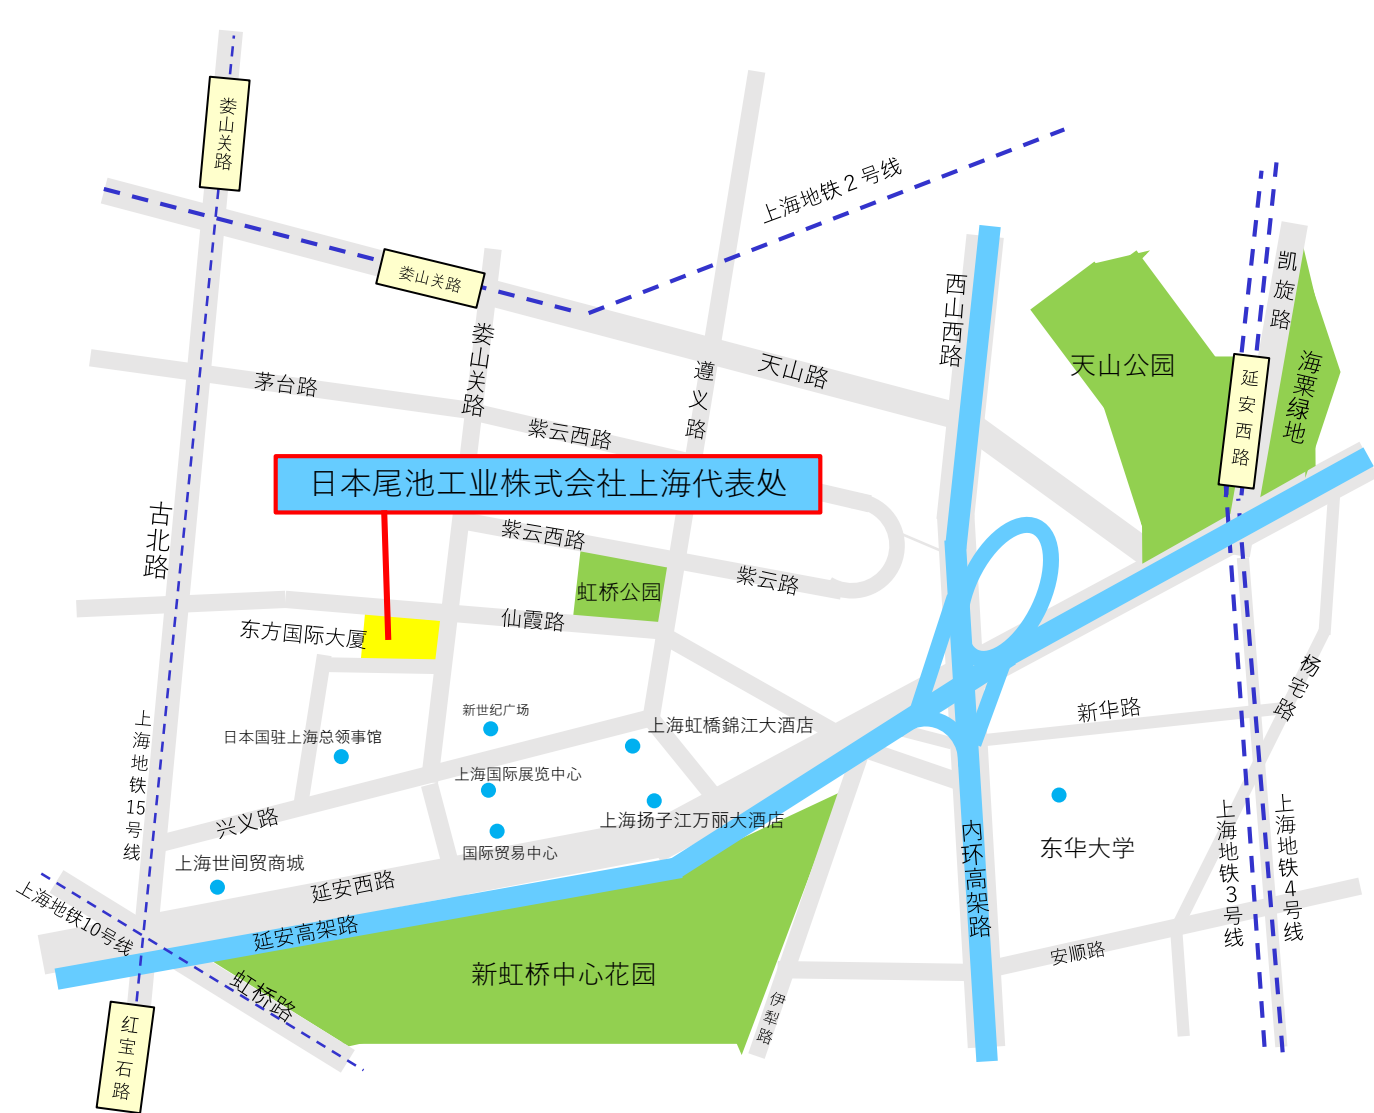 娄山关路
上海地铁２号线
娄山关路
凯旋路
西山西路
娄山关路
天山公园
延安西路
海粟绿地
遵义路
天山路
茅台路
紫云西路
日本尾池工业株式会社上海代表处
古北路
紫云西路
紫云路
虹桥公园
仙霞路
东方国际大厦
杨宅路
新华路
新世纪广场
上海地铁15号线
日本国驻上海总领事馆
上海虹橋錦江大酒店
上海国际展览中心
上海扬子江万丽大酒店
兴义路
国际贸易中心
上海世间贸商城
东华大学
内环高架路
上海地铁3号线
上海地铁4号线
延安西路
上海地铁10号线
延安高架路
安顺路
新虹桥中心花园
虹桥路
伊犁路
红宝石路